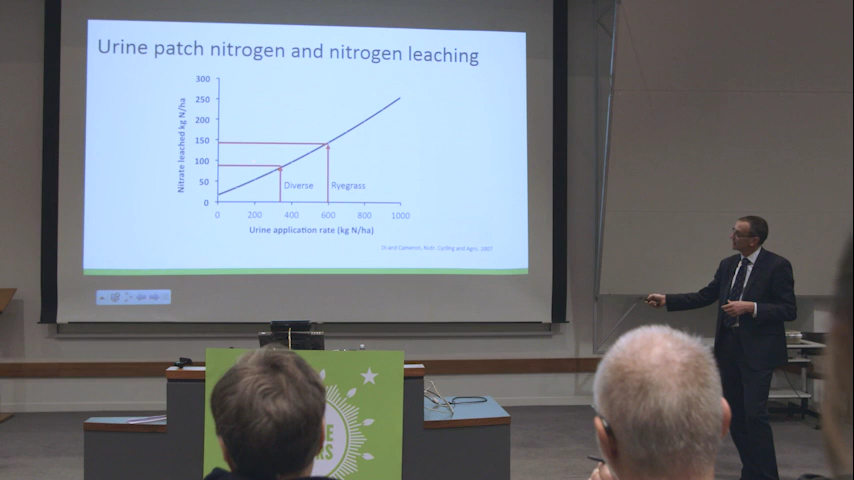 Urine patch nitrogen and nitrogen leaching
300
250
200
150
100
50
0
Nitrate leached kg N/ha
Diverse
Ryegrass
0 200 400 600 800 1000
Urine application rate (kg N/ha)
Di and Cameron, Nutr. Cycling and Agro. 2007